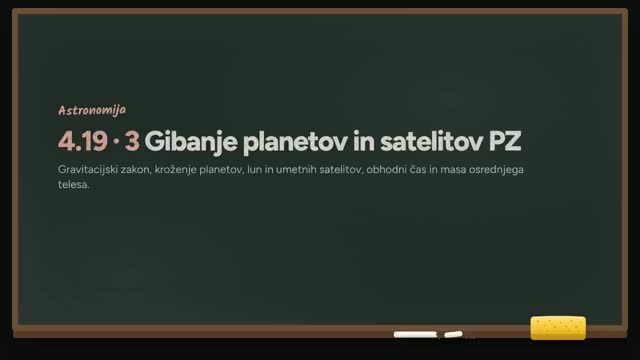 Astronomija
4.19 · 3 Gibanje planetov in satelitov PZ
Gravitacijski zakon, kroženje planetov, lun in umetnih satelitov, obhodni čas in masa osrednjega
telesa.